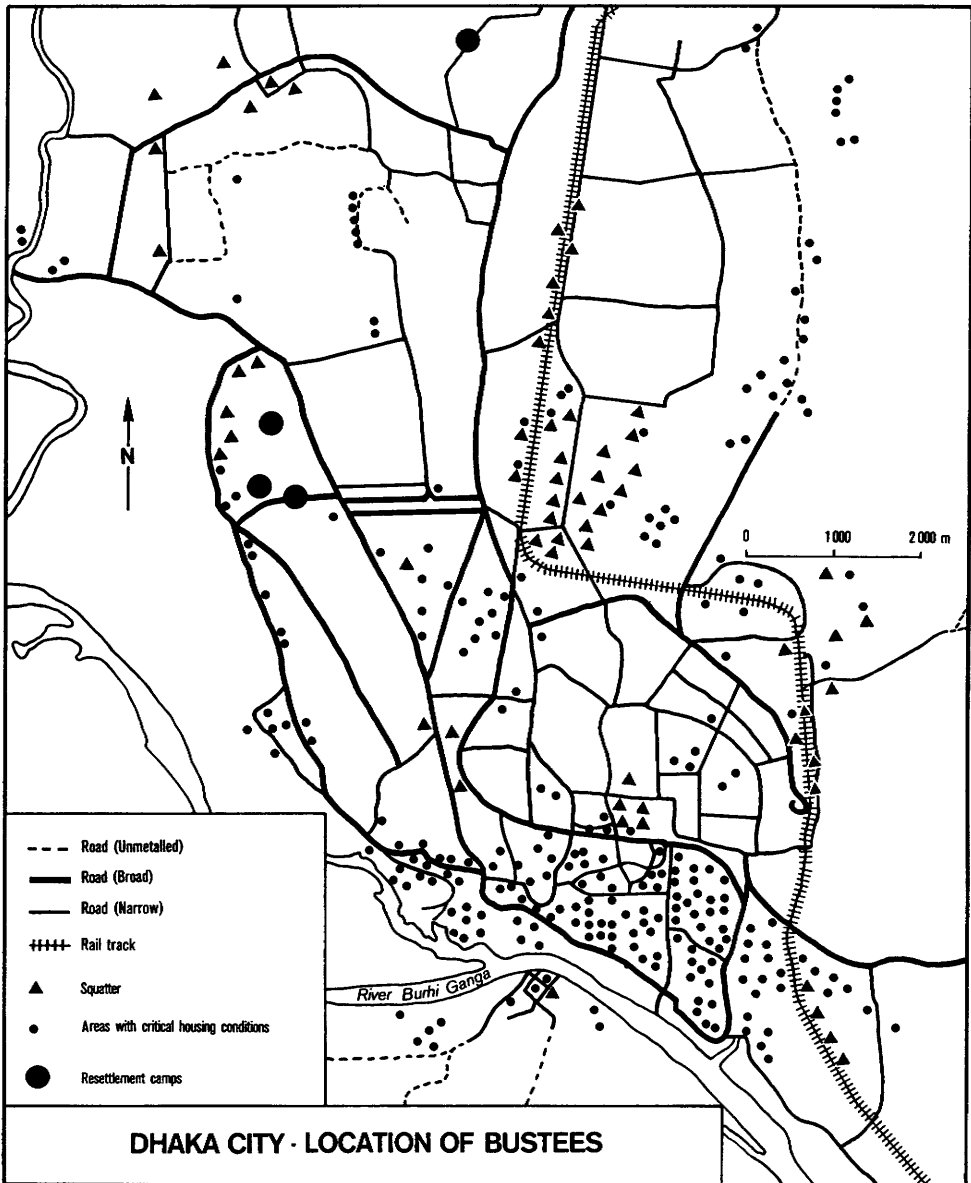 N
0 1000 2000 m
Road (Unmetalled)
Road (Broad)
Road (Narrow)
Rail track
Squatter
Areas with critical housing conditions
Resettlement camps
River Burhi Ganga
DHAKA CITY · LOCATION OF BUSTEES